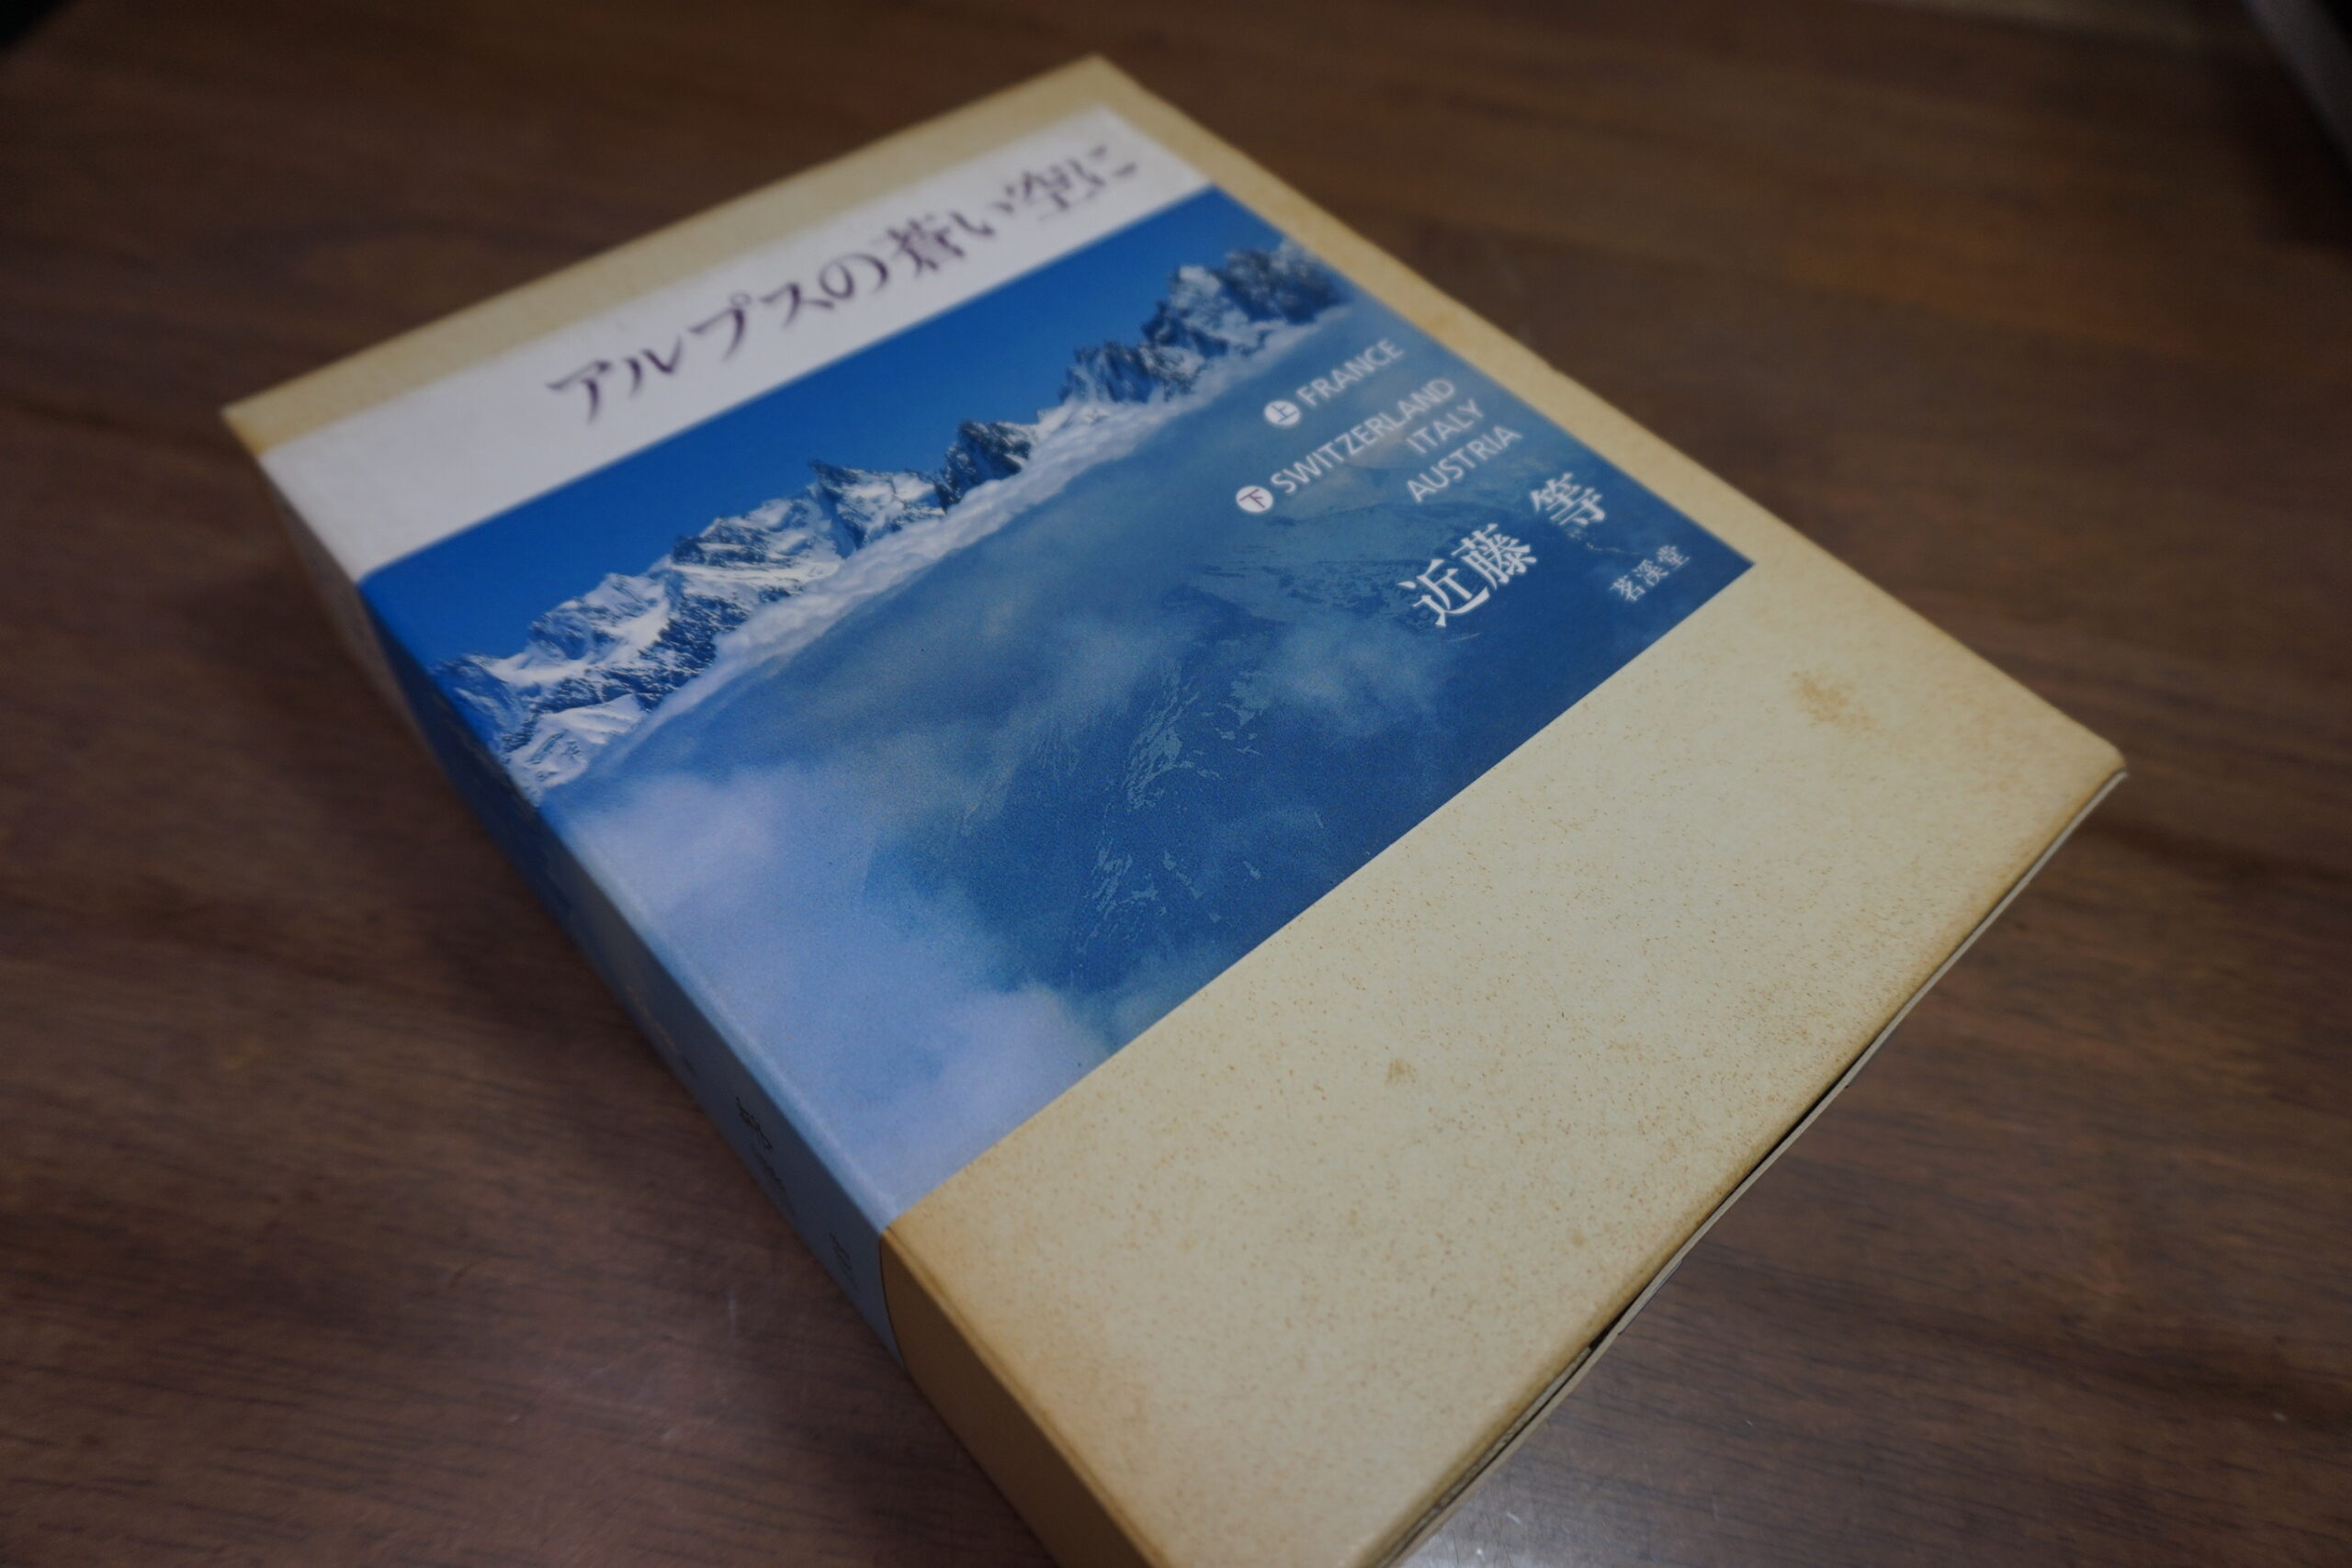 アルプスの蒼い空に
上 FRANCE
下 SWITZERLAND
ITALY
AUSTRIA
近藤 等
茗溪堂